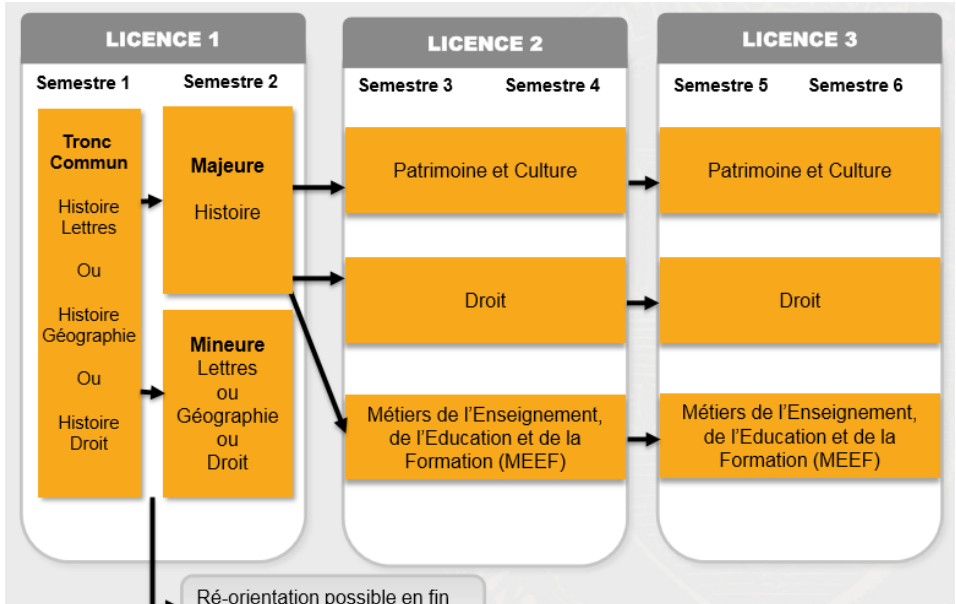 LICENCE 1
Semestre 1
Semestre 2
Tronc
Commun
Histoire
Lettres
Ou
Histoire
Géographie
Ou
Histoire
Droit
Majeure
Histoire
Mineure
Lettres
ou
Géographie
ou
Droit
LICENCE 2
Semestre 3
Semestre 4
Patrimoine et Culture
Droit
Métiers de l'Enseignement,
de l'Education et de la
Formation (MEEF)
LICENCE 3
Semestre 5
Semestre 6
Patrimoine et Culture
Droit
Métiers de l'Enseignement,
de l'Education et de la
Formation (MEEF)
Ré-orientation possible en fin